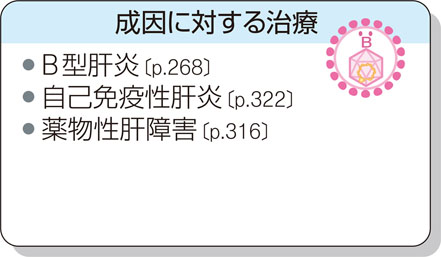 成因に対する治療
B
● B型肝炎〔p.268〕
● 自己免疫性肝炎〔p.322〕
● 薬物性肝障害〔p.316〕